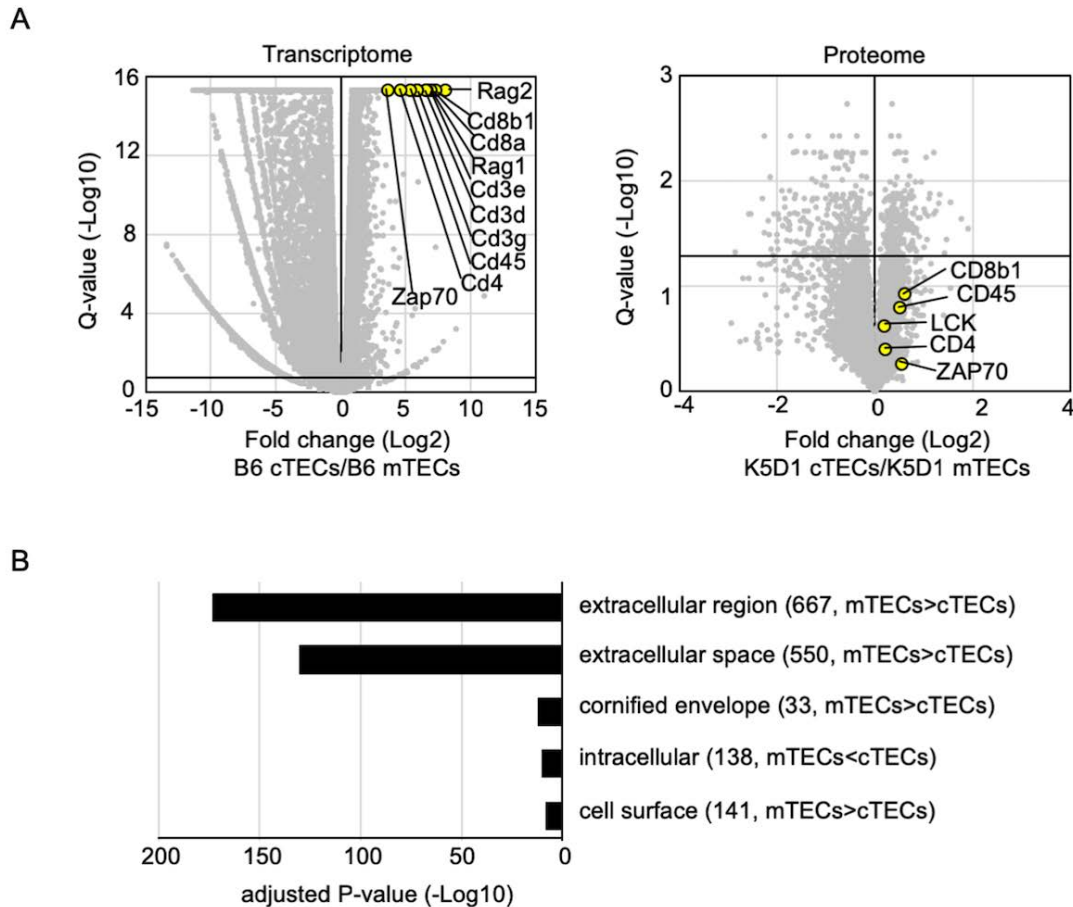 A
Transcriptome
Q-value (-Log10)
16
12
8
4
0
Rag2
Cd8b1
Cd8a
Rag1
Cd3e
Cd3d
Cd3g
Cd45
Cd4
Zap70
-15 -10 -5 0 5 10 15
Fold change (Log2)
B6 cTECs/B6 mTECs
Proteome
Q-value (-Log10)
3
2
1
0
CD8b1
CD45
LCK
CD4
ZAP70
-4 -2 0 2 4
Fold change (Log2)
K5D1 cTECs/K5D1 mTECs
B
extracellular region (667, mTECs>cTECs)
extracellular space (550, mTECs>cTECs)
cornified envelope (33, mTECs>cTECs)
intracellular (138, mTECs<cTECs)
cell surface (141, mTECs>cTECs)
200 150 100 50 0
adjusted P-value (-Log10)